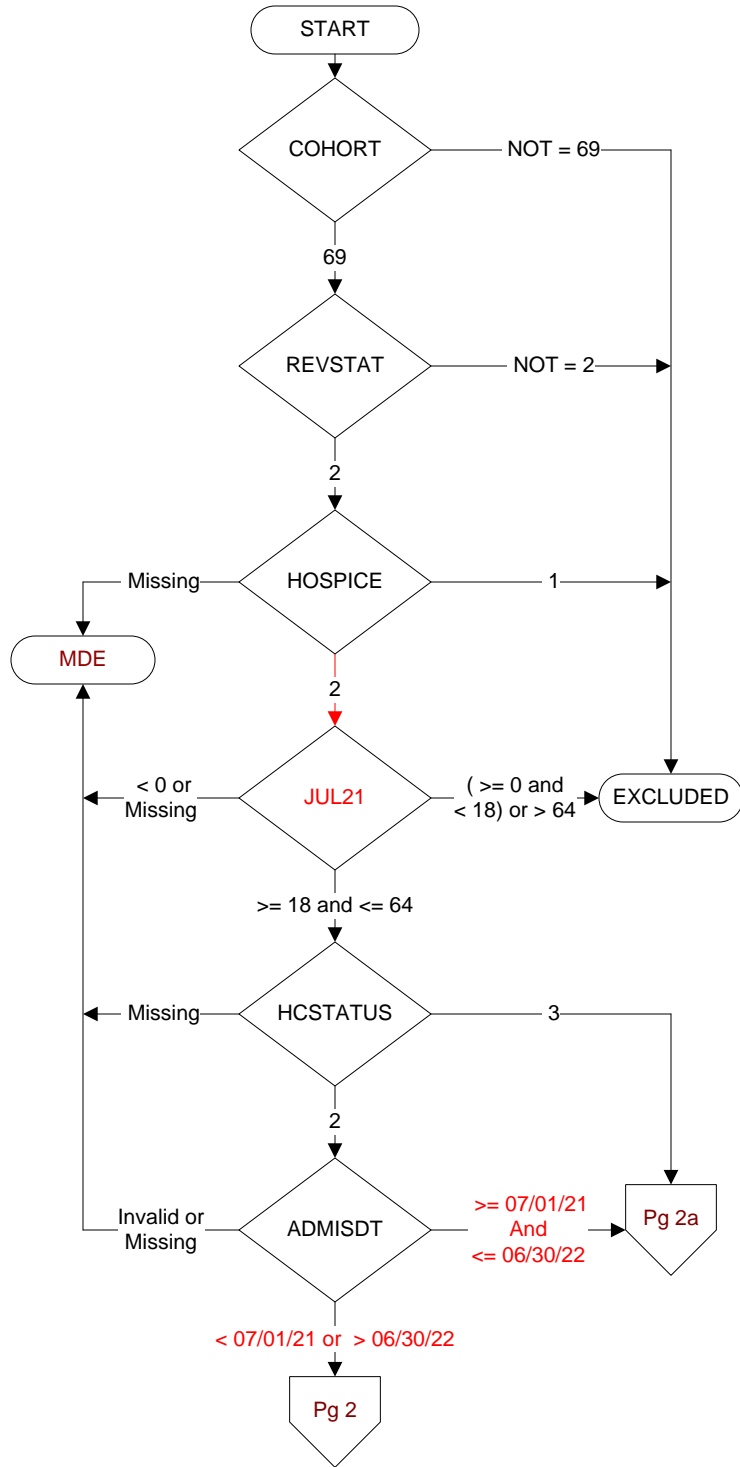 START
COHORT
NOT = 69
69
REVSTAT
NOT = 2
2
Missing
HOSPICE
1
MDE
2
< 0 or
Missing
JUL21
( >= 0 and
< 18) or > 64
EXCLUDED
>= 18 and <= 64
Missing
HCSTATUS
3
2
Invalid or
Missing
ADMISDT
>= 07/01/21
And
<= 06/30/22
Pg 2a
< 07/01/21 or > 06/30/22
Pg 2